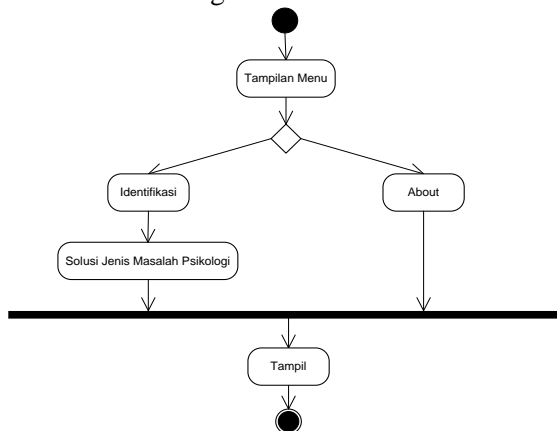 Tampilan Menu
Identifikasi
About
Solusi Jenis Masalah Psikologi
Tampil